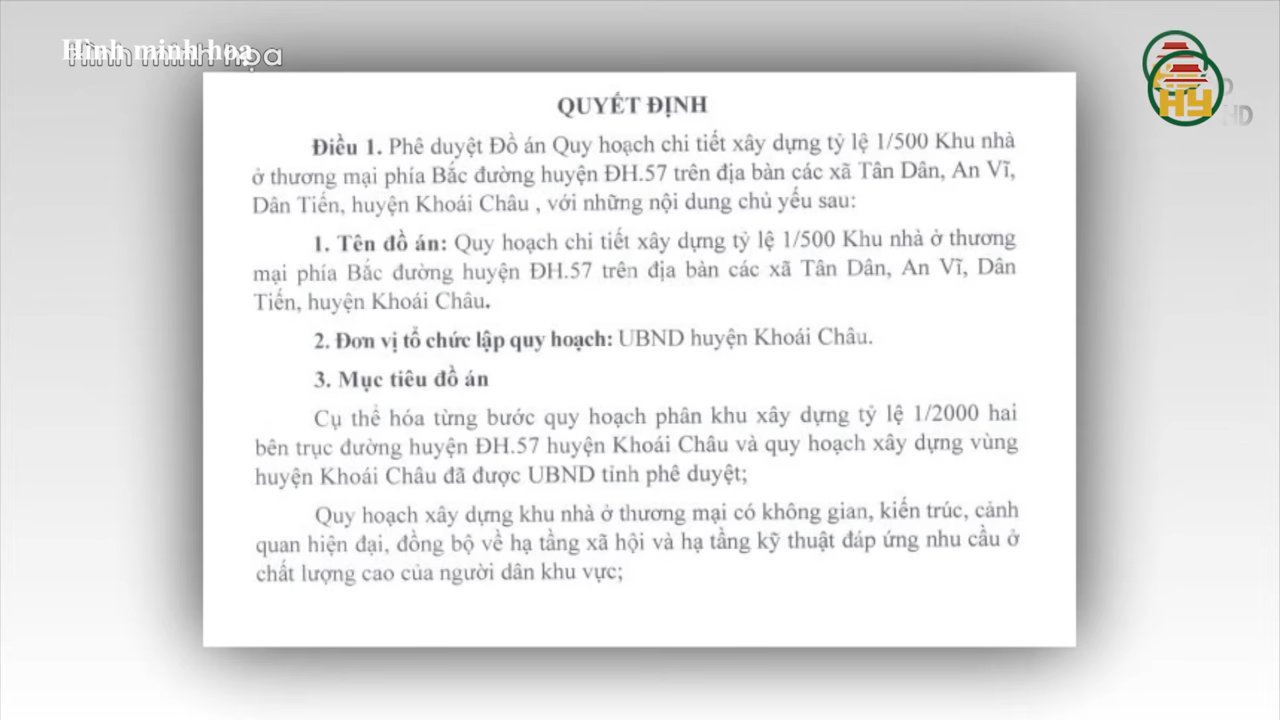 Hình minh họa
Hình minh họa
HY
HD
QUYẾT ĐỊNH
Điều 1. Phê duyệt Đồ án Quy hoạch chi tiết xây dựng tỷ lệ 1/500 Khu nhà
ở thương mại phía Bắc đường huyện ĐH.57 trên địa bàn các xã Tân Dân, An Vĩ,
Dân Tiến, huyện Khoái Châu , với những nội dung chủ yếu sau:
1. Tên đồ án: Quy hoạch chi tiết xây dựng tỷ lệ 1/500 Khu nhà ở thương
mại phía Bắc đường huyện ĐH.57 trên địa bàn các xã Tân Dân, An Vĩ, Dân
Tiến, huyện Khoái Châu.
2. Đơn vị tổ chức lập quy hoạch: UBND huyện Khoái Châu.
3. Mục tiêu đồ án
Cụ thể hóa từng bước quy hoạch phân khu xây dựng tỷ lệ 1/2000 hai
bên trục đường huyện ĐH.57 huyện Khoái Châu và quy hoạch xây dựng vùng
huyện Khoái Châu đã được UBND tỉnh phê duyệt;
Quy hoạch xây dựng khu nhà ở thương mại có không gian, kiến trúc, cảnh
quan hiện đại, đồng bộ về hạ tầng xã hội và hạ tầng kỹ thuật đáp ứng nhu cầu ở
chất lượng cao của người dân khu vực;